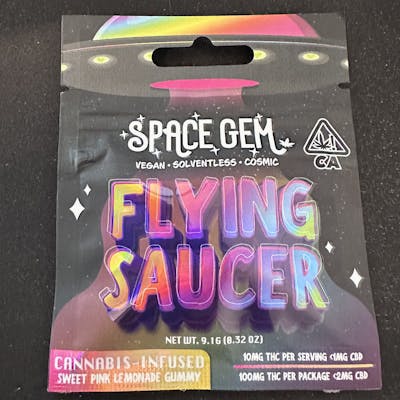 SPACE GEM
VEGAN • SOLVENTLESS • COSMIC
CA
FLYING
SAUCER
NET WT. 9.1G (0.32 OZ)
CANNABIS-INFUSED
SWEET PINK LEMONADE GUMMY
10MG THC PER SERVING <1MG CBD
100MG THC PER PACKAGE <2MG CBD